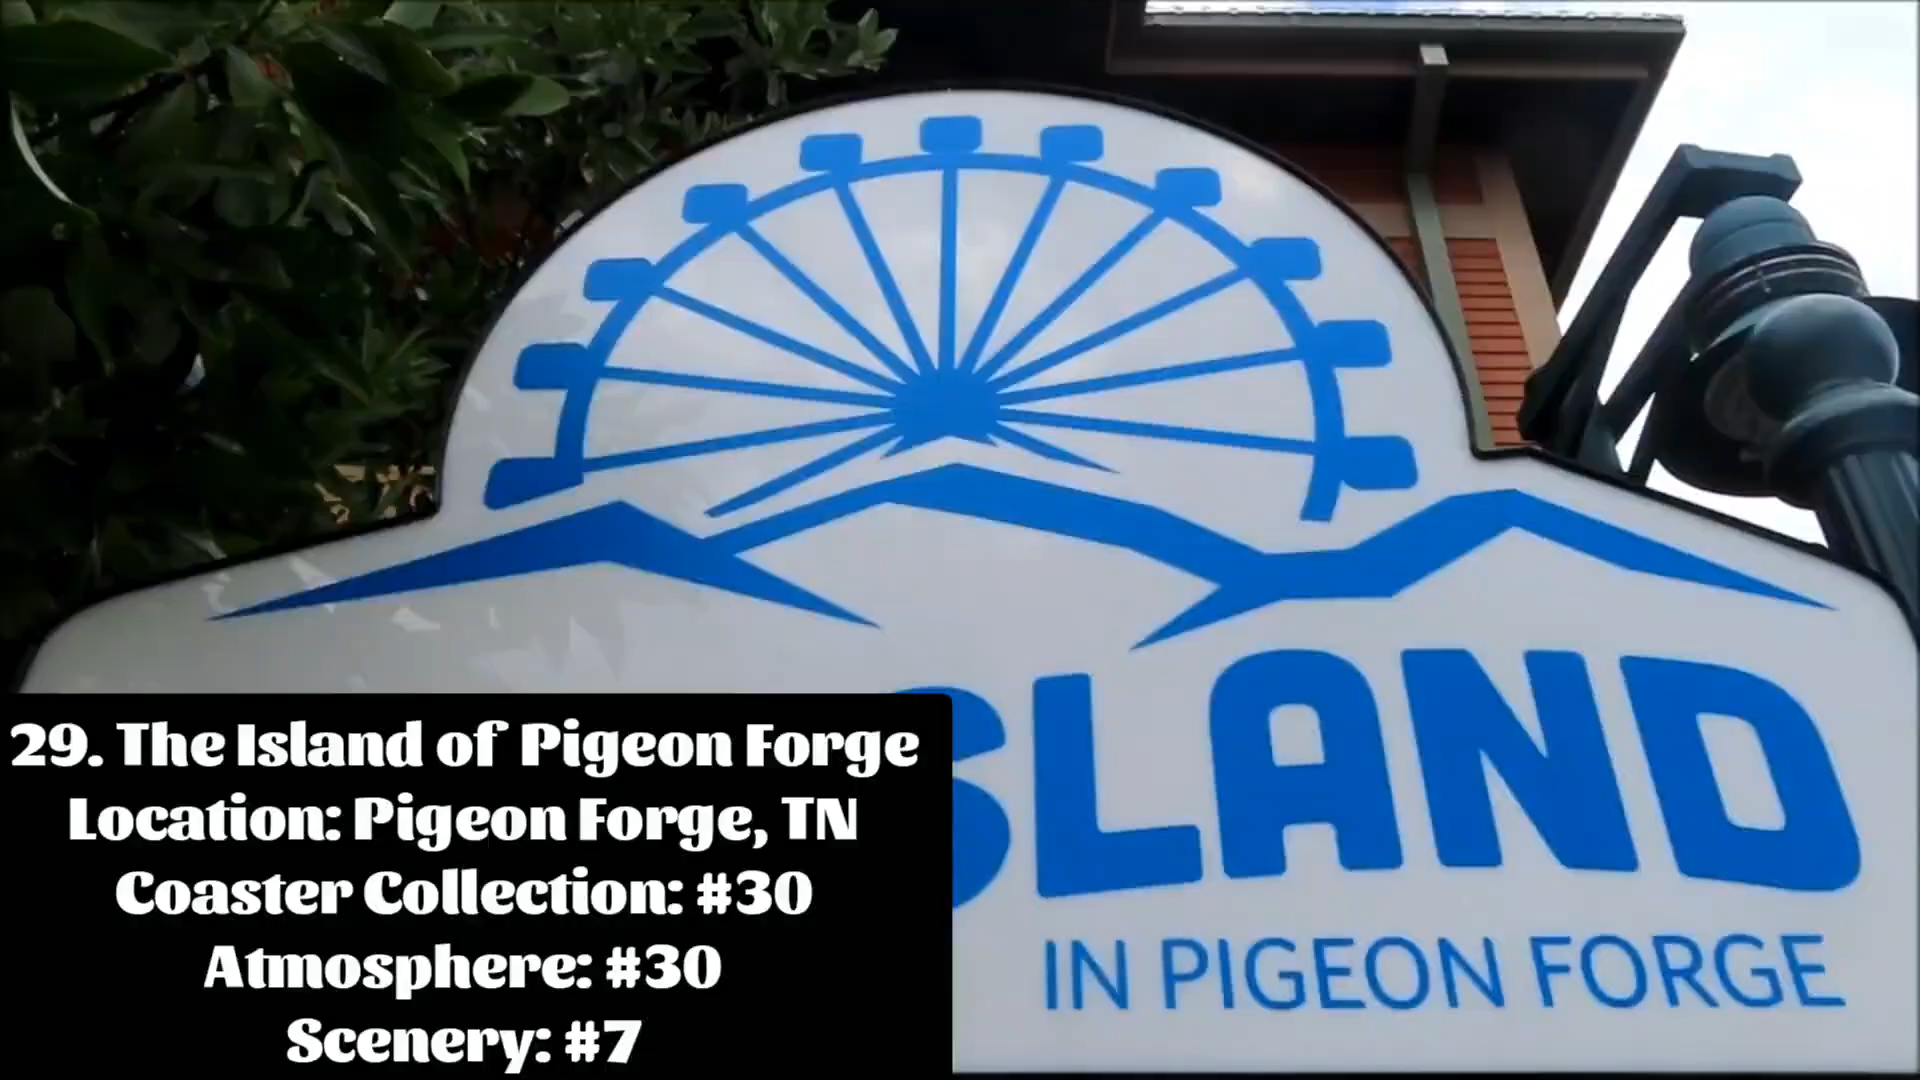 29. The Island of Pigeon Forge
Location: Pigeon Forge, TN
Coaster Collection: #30
Atmosphere: #30
Scenery: #7
SLAND
IN PIGEON FORGE